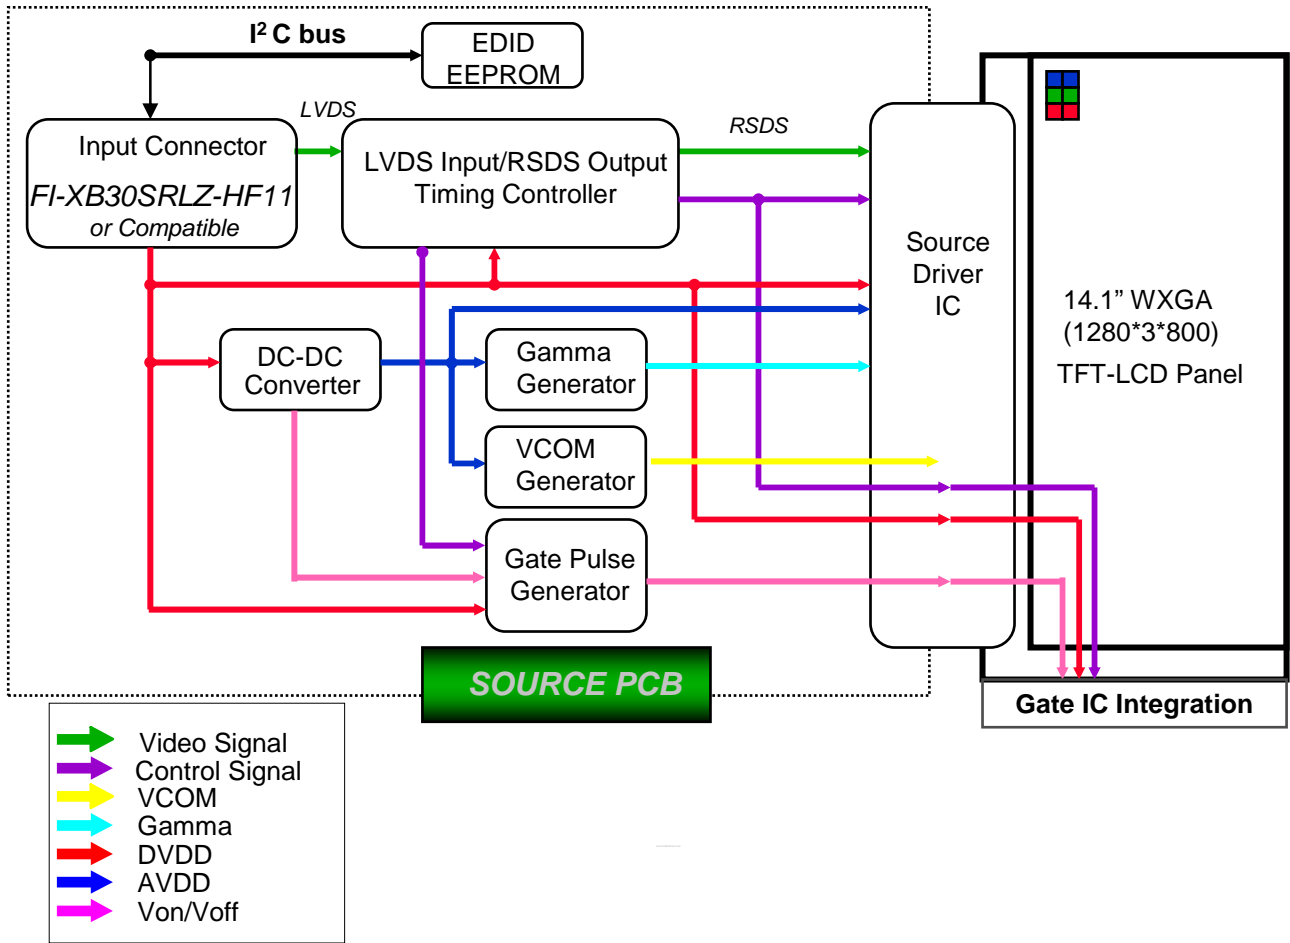 I² C bus
EDID
EEPROM
LVDS
RSDS
Input Connector
FI-XB30SRLZ-HF11
or Compatible
LVDS Input/RSDS Output
Timing Controller
Source
Driver
IC
14.1” WXGA
(1280*3*800)
TFT-LCD Panel
DC-DC
Converter
Gamma
Generator
VCOM
Generator
Gate Pulse
Generator
SOURCE PCB
Gate IC Integration
Video Signal
Control Signal
VCOM
Gamma
DVDD
AVDD
Von/Voff